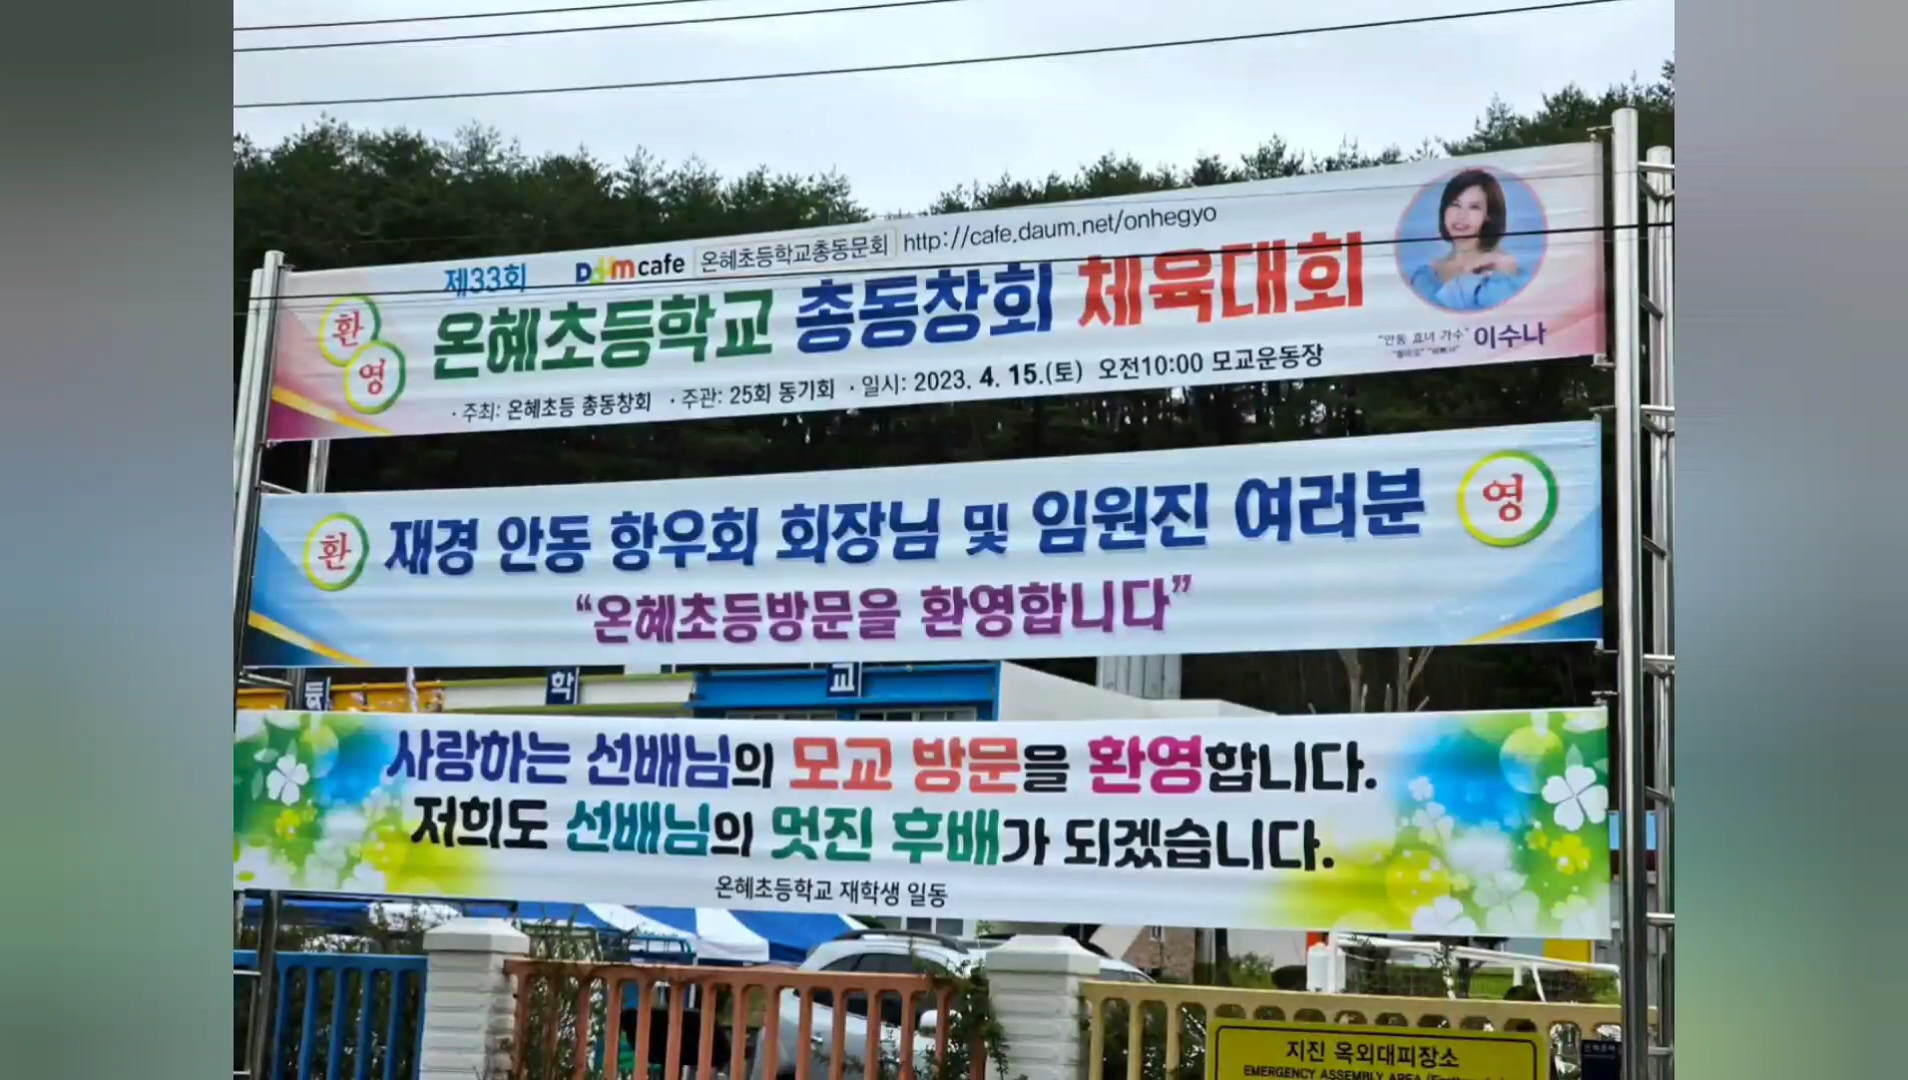 제33회 Daum cafe 온혜초등학교총동문회 http://cafe.daum.net/onhegyo
환영
온혜초등학교 총동창회 체육대회
"안동 효녀 가수" 이수나
· 주최: 온혜초등 총동창회 · 주관: 25회 동기회 · 일시: 2023. 4. 15.(토) 오전10:00 모교운동장
환 재경 안동 향우회 회장님 및 임원진 여러분 영
“온혜초등방문을 환영합니다”
등 학 교
사랑하는 선배님의 모교 방문을 환영합니다.
저희도 선배님의 멋진 후배가 되겠습니다.
온혜초등학교 재학생 일동
지진 옥외대피장소
EMERGENCY ASSEMBLY AREA